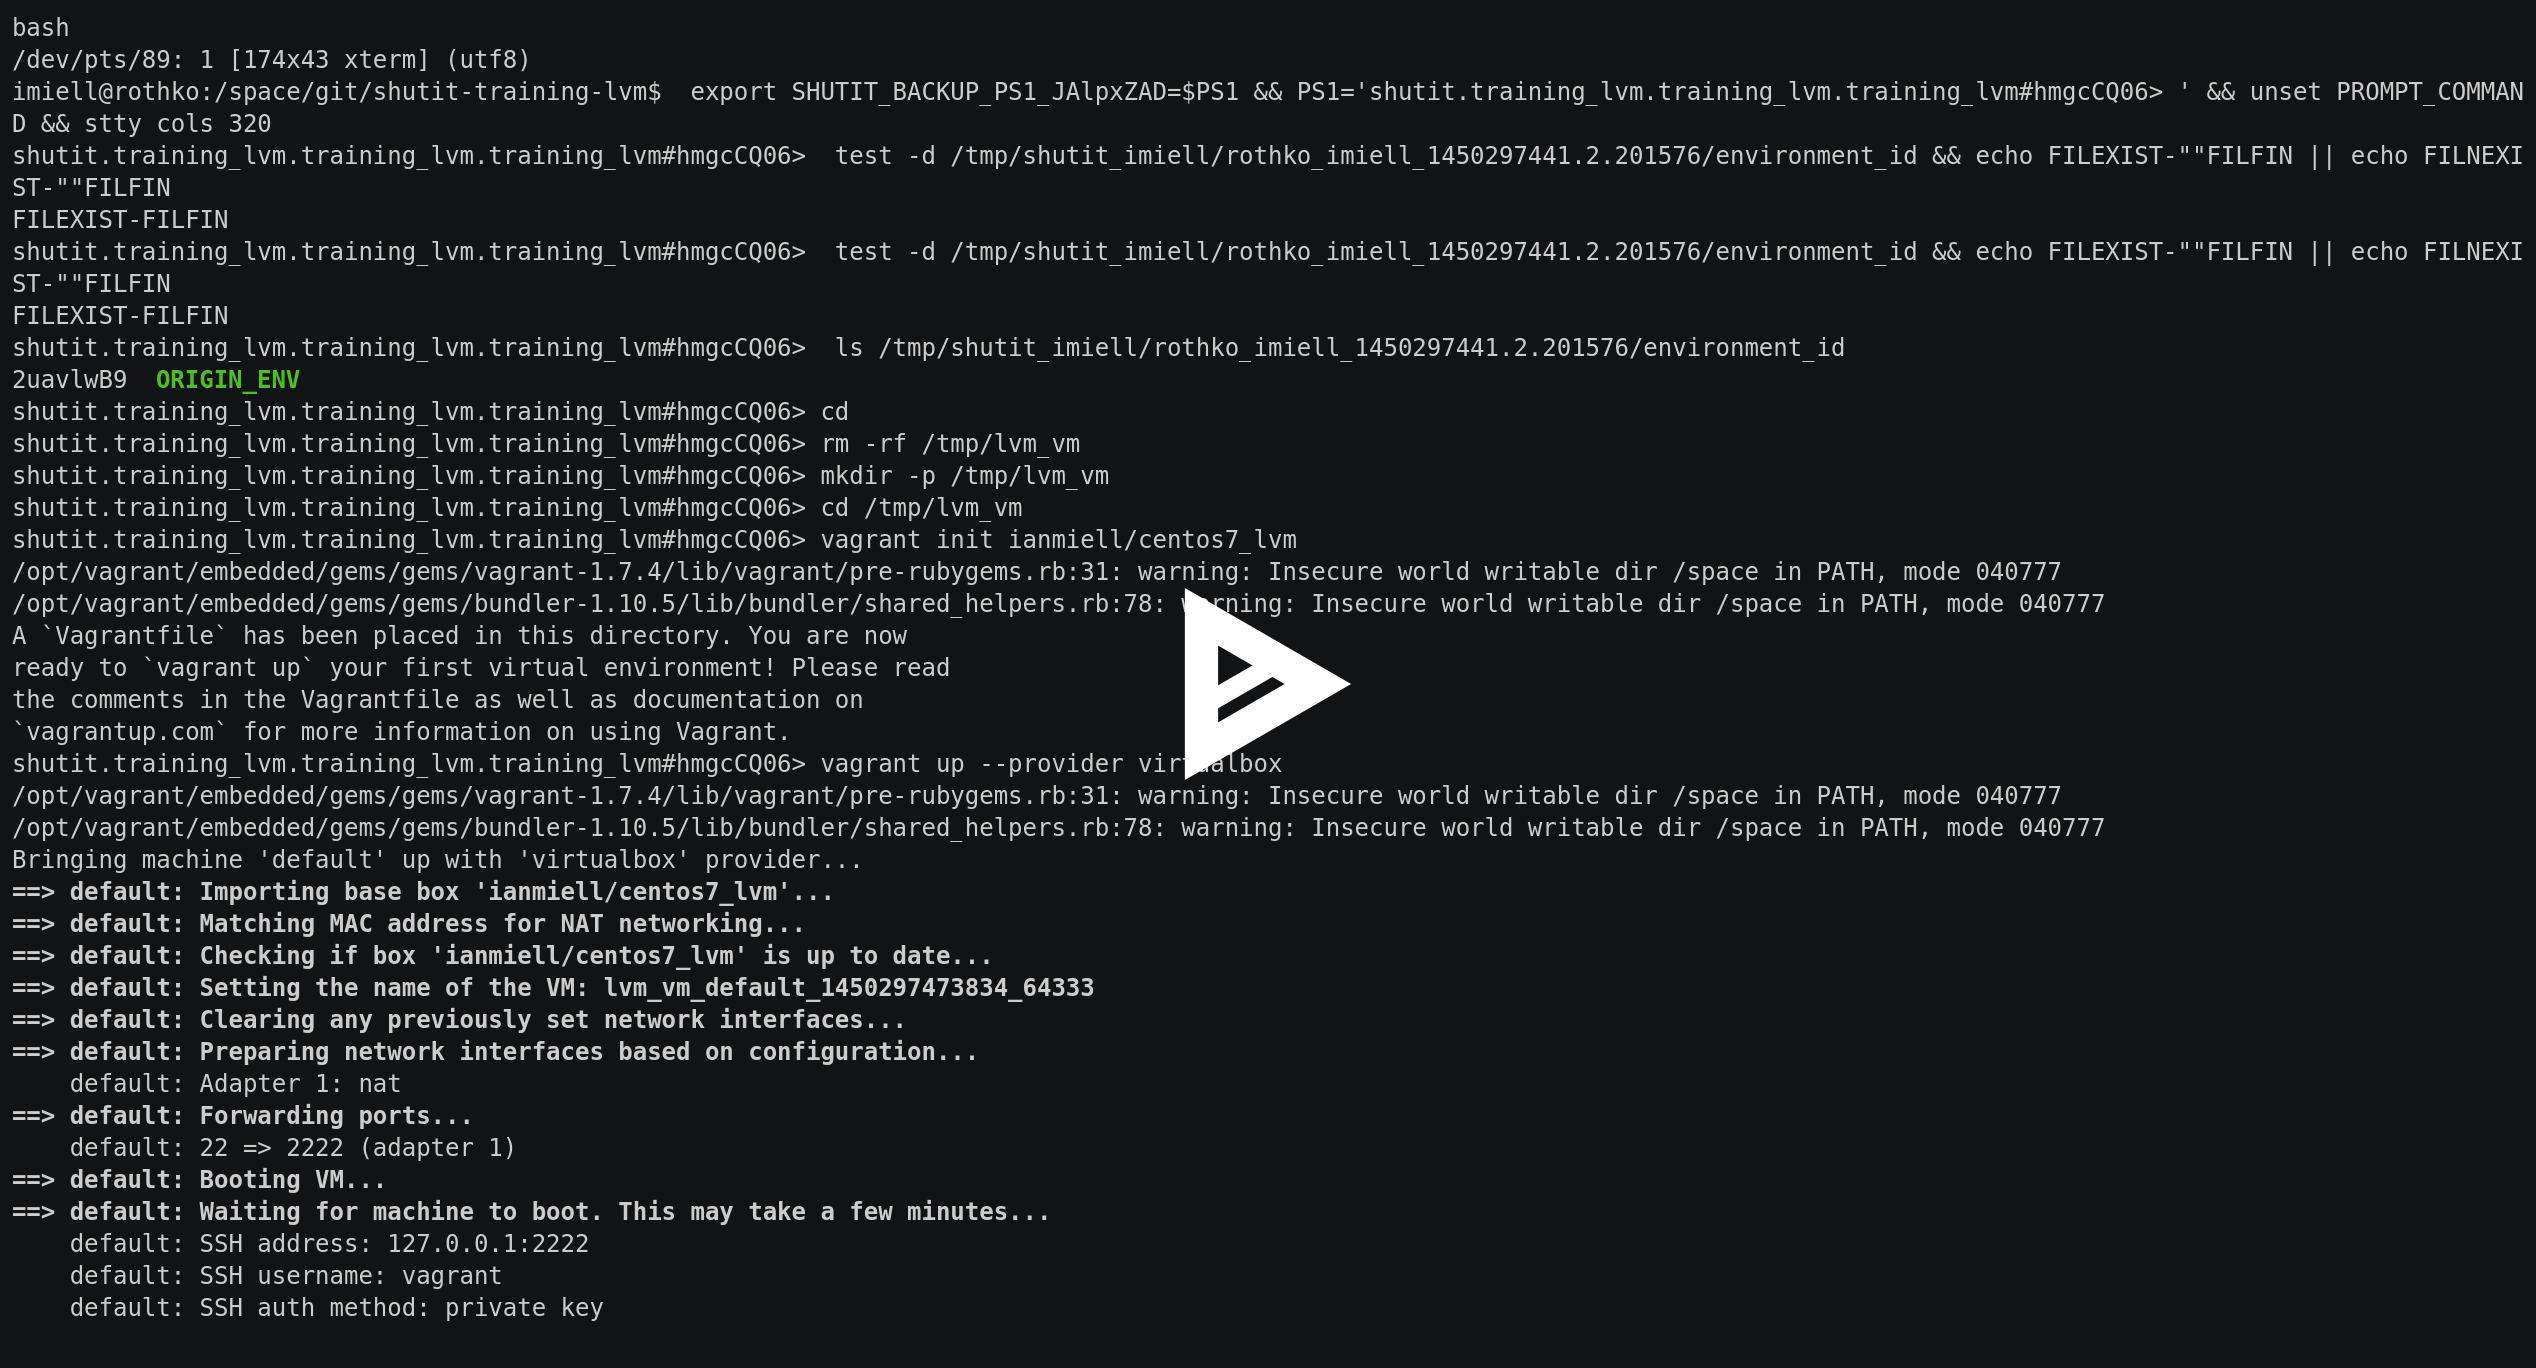 bash
/dev/pts/89: 1 [174x43 xterm] (utf8)
imiell@rothko:/space/git/shutit-training-lvm$  export SHUTIT_BACKUP_PS1_JAlpxZAD=$PS1 && PS1='shutit.training_lvm.training_lvm.training_lvm#hmgcCQ06> ' && unset PROMPT_COMMAN
D && stty cols 320
shutit.training_lvm.training_lvm.training_lvm#hmgcCQ06>  test -d /tmp/shutit_imiell/rothko_imiell_1450297441.2.201576/environment_id && echo FILEXIST-""FILFIN || echo FILNEXI
ST-""FILFIN
FILEXIST-FILFIN
shutit.training_lvm.training_lvm.training_lvm#hmgcCQ06>  test -d /tmp/shutit_imiell/rothko_imiell_1450297441.2.201576/environment_id && echo FILEXIST-""FILFIN || echo FILNEXI
ST-""FILFIN
FILEXIST-FILFIN
shutit.training_lvm.training_lvm.training_lvm#hmgcCQ06>  ls /tmp/shutit_imiell/rothko_imiell_1450297441.2.201576/environment_id
2uavlwB9  ORIGIN_ENV
shutit.training_lvm.training_lvm.training_lvm#hmgcCQ06> cd
shutit.training_lvm.training_lvm.training_lvm#hmgcCQ06> rm -rf /tmp/lvm_vm
shutit.training_lvm.training_lvm.training_lvm#hmgcCQ06> mkdir -p /tmp/lvm_vm
shutit.training_lvm.training_lvm.training_lvm#hmgcCQ06> cd /tmp/lvm_vm
shutit.training_lvm.training_lvm.training_lvm#hmgcCQ06> vagrant init ianmiell/centos7_lvm
/opt/vagrant/embedded/gems/gems/vagrant-1.7.4/lib/vagrant/pre-rubygems.rb:31: warning: Insecure world writable dir /space in PATH, mode 040777
/opt/vagrant/embedded/gems/gems/bundler-1.10.5/lib/bundler/shared_helpers.rb:78: warning: Insecure world writable dir /space in PATH, mode 040777
A `Vagrantfile` has been placed in this directory. You are now
ready to `vagrant up` your first virtual environment! Please read
the comments in the Vagrantfile as well as documentation on
`vagrantup.com` for more information on using Vagrant.
shutit.training_lvm.training_lvm.training_lvm#hmgcCQ06> vagrant up --provider virtualbox
/opt/vagrant/embedded/gems/gems/vagrant-1.7.4/lib/vagrant/pre-rubygems.rb:31: warning: Insecure world writable dir /space in PATH, mode 040777
/opt/vagrant/embedded/gems/gems/bundler-1.10.5/lib/bundler/shared_helpers.rb:78: warning: Insecure world writable dir /space in PATH, mode 040777
Bringing machine 'default' up with 'virtualbox' provider...
==> default: Importing base box 'ianmiell/centos7_lvm'...
==> default: Matching MAC address for NAT networking...
==> default: Checking if box 'ianmiell/centos7_lvm' is up to date...
==> default: Setting the name of the VM: lvm_vm_default_1450297473834_64333
==> default: Clearing any previously set network interfaces...
==> default: Preparing network interfaces based on configuration...
    default: Adapter 1: nat
==> default: Forwarding ports...
    default: 22 => 2222 (adapter 1)
==> default: Booting VM...
==> default: Waiting for machine to boot. This may take a few minutes...
    default: SSH address: 127.0.0.1:2222
    default: SSH username: vagrant
    default: SSH auth method: private key